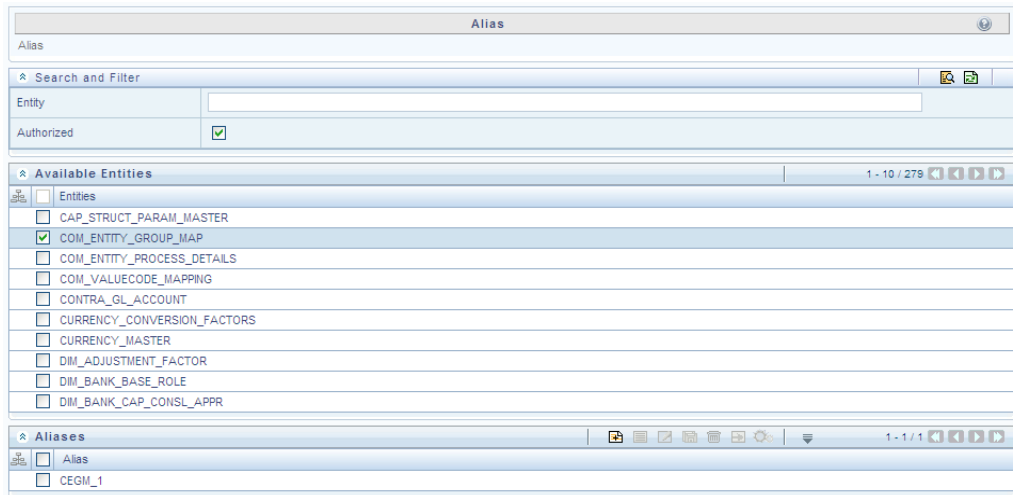 Alias
Alias
Search and Filter
Entity
Authorized
Available Entities 1 - 10 / 279
Entities
CAP_STRUCT_PARAM_MASTER
COM_ENTITY_GROUP_MAP
COM_ENTITY_PROCESS_DETAILS
COM_VALUECODE_MAPPING
CONTRA_GL_ACCOUNT
CURRENCY_CONVERSION_FACTORS
CURRENCY_MASTER
DIM_ADJUSTMENT_FACTOR
DIM_BANK_BASE_ROLE
DIM_BANK_CAP_CONSL_APPR
Aliases 1 - 1 / 1
Alias
CEGM_1